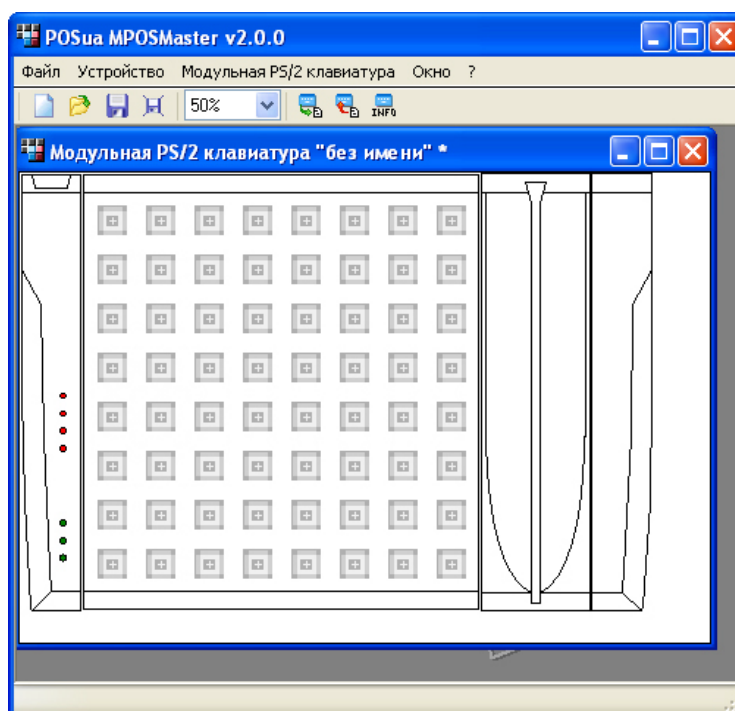 POSua MPOSMaster v2.0.0
Файл Устройство Модульная PS/2 клавиатура Окно ?
50% INFO
Модульная PS/2 клавиатура "без имени" *